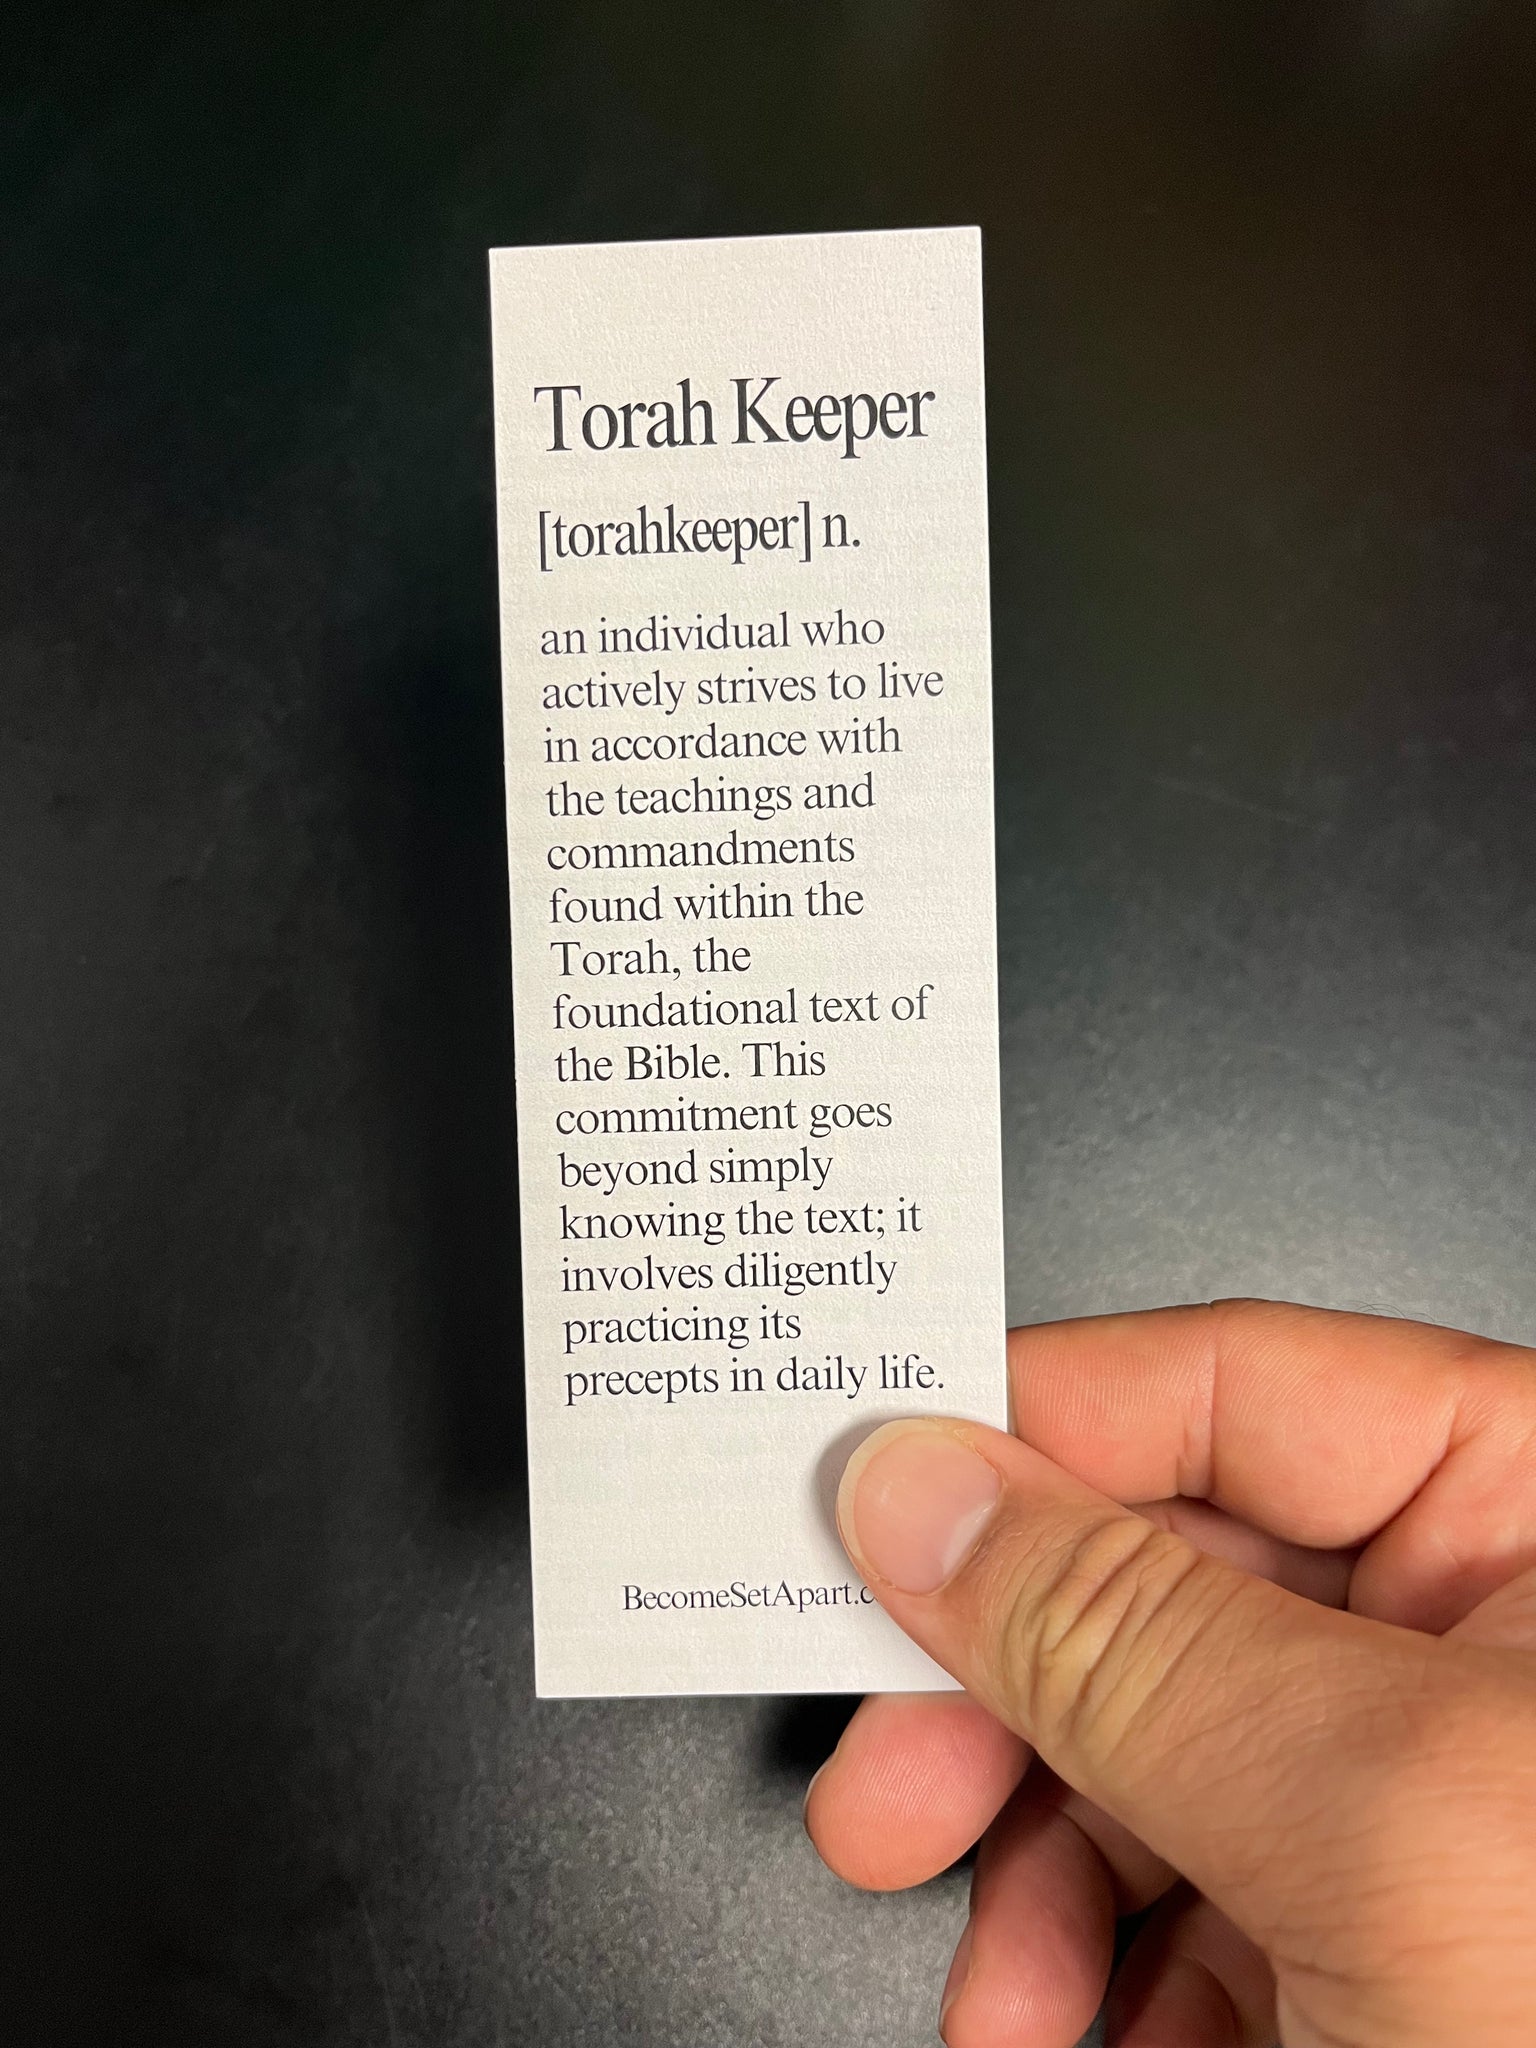 Torah Keeper
[torahkeeper] n.
an individual who
actively strives to live
in accordance with
the teachings and
commandments
found within the
Torah, the
foundational text of
the Bible. This
commitment goes
beyond simply
knowing the text; it
involves diligently
practicing its
precepts in daily life.
BecomeSetApart.c